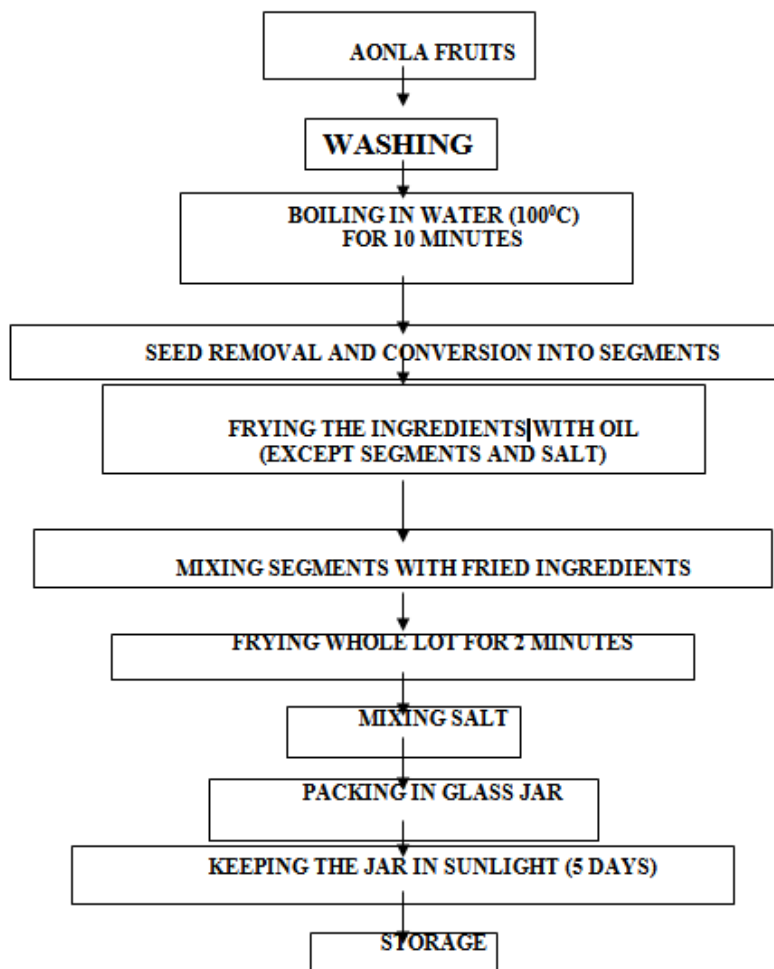 AONLA FRUITS
WASHING
BOILING IN WATER (100⁰C)
FOR 10 MINUTES
SEED REMOVAL AND CONVERSION INTO SEGMENTS
FRYING THE INGREDIENTS WITH OIL
(EXCEPT SEGMENTS AND SALT)
MIXING SEGMENTS WITH FRIED INGREDIENTS
FRYING WHOLE LOT FOR 2 MINUTES
MIXING SALT
PACKING IN GLASS JAR
KEEPING THE JAR IN SUNLIGHT (5 DAYS)
STORAGE